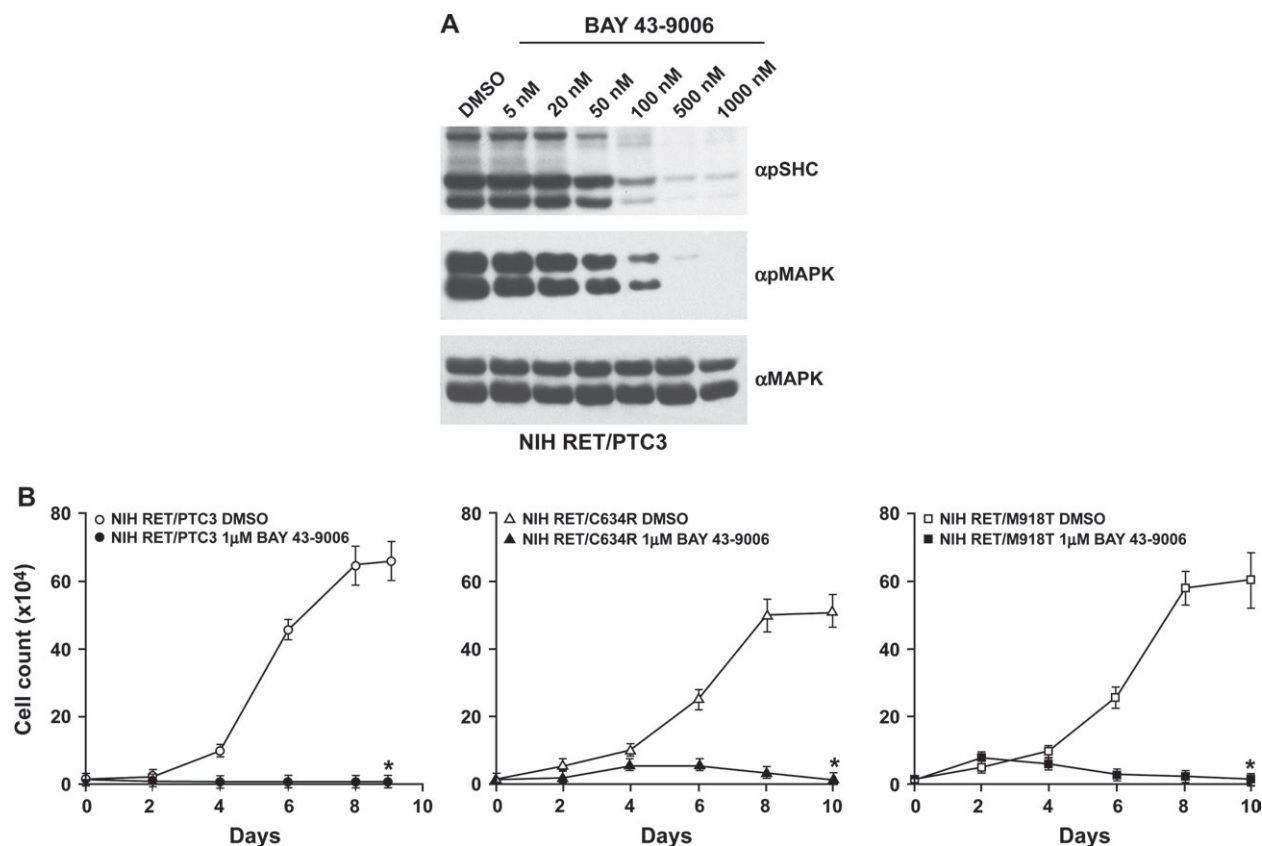 A
BAY 43-9006
DMSO
5 nM
20 nM
50 nM
100 nM
500 nM
1000 nM
αpSHC
αpMAPK
αMAPK
NIH RET/PTC3
B
Cell count (x10⁴)
80
60
40
20
0
NIH RET/PTC3 DMSO
NIH RET/PTC3 1μM BAY 43-9006
*
0 2 4 6 8 10
Days
80
60
40
20
0
NIH RET/C634R DMSO
NIH RET/C634R 1μM BAY 43-9006
*
0 2 4 6 8 10
Days
80
60
40
20
0
NIH RET/M918T DMSO
NIH RET/M918T 1μM BAY 43-9006
*
0 2 4 6 8 10
Days